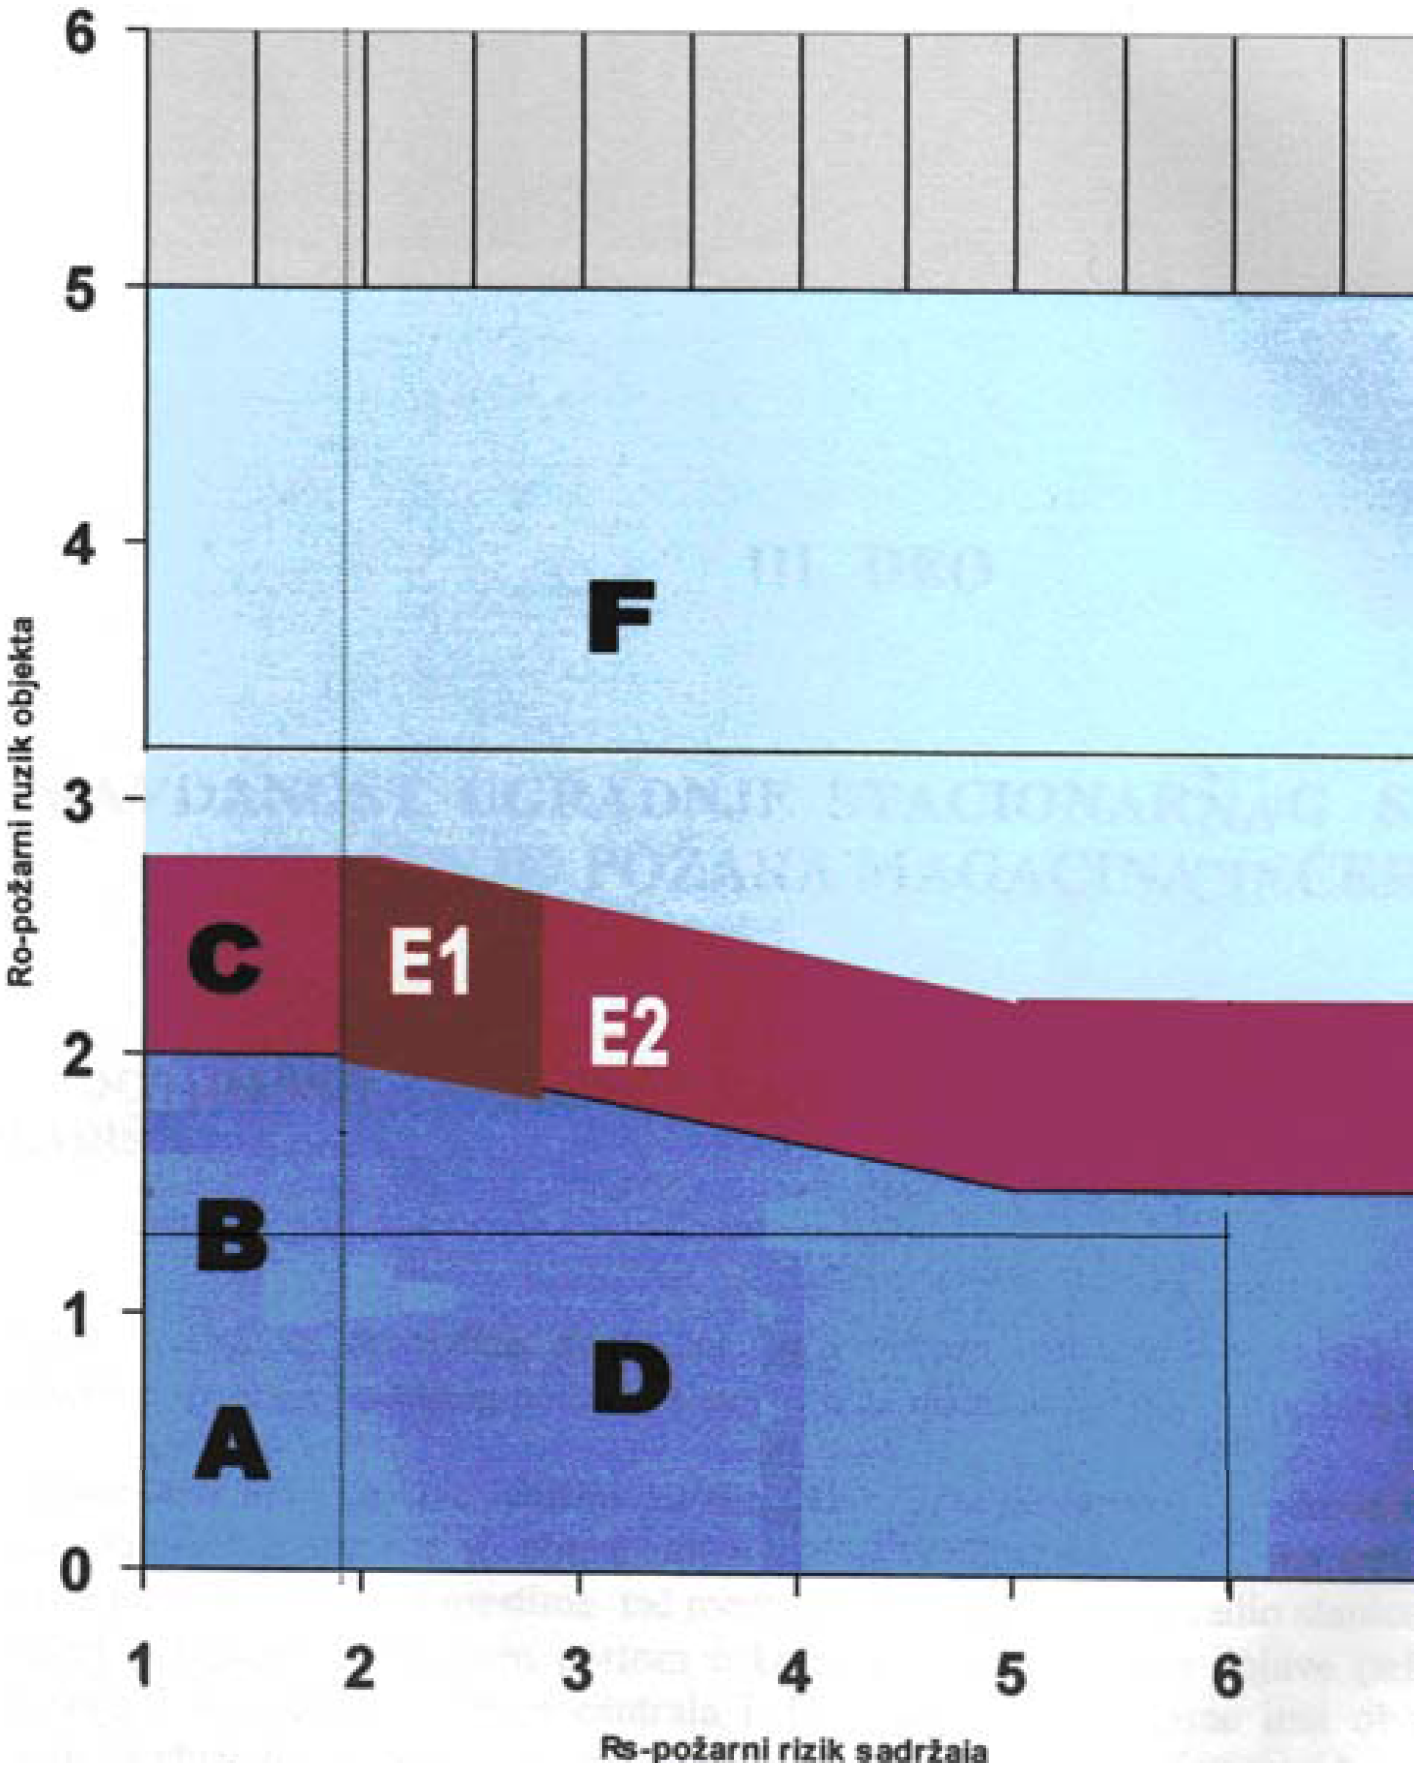 6
5
F
4
3
C
E1
E2
2
B
1
D
A
0
1 2 3 4 5 6
Ro-požarni ruzik objekta
Rs-požarni rizik sadržaia